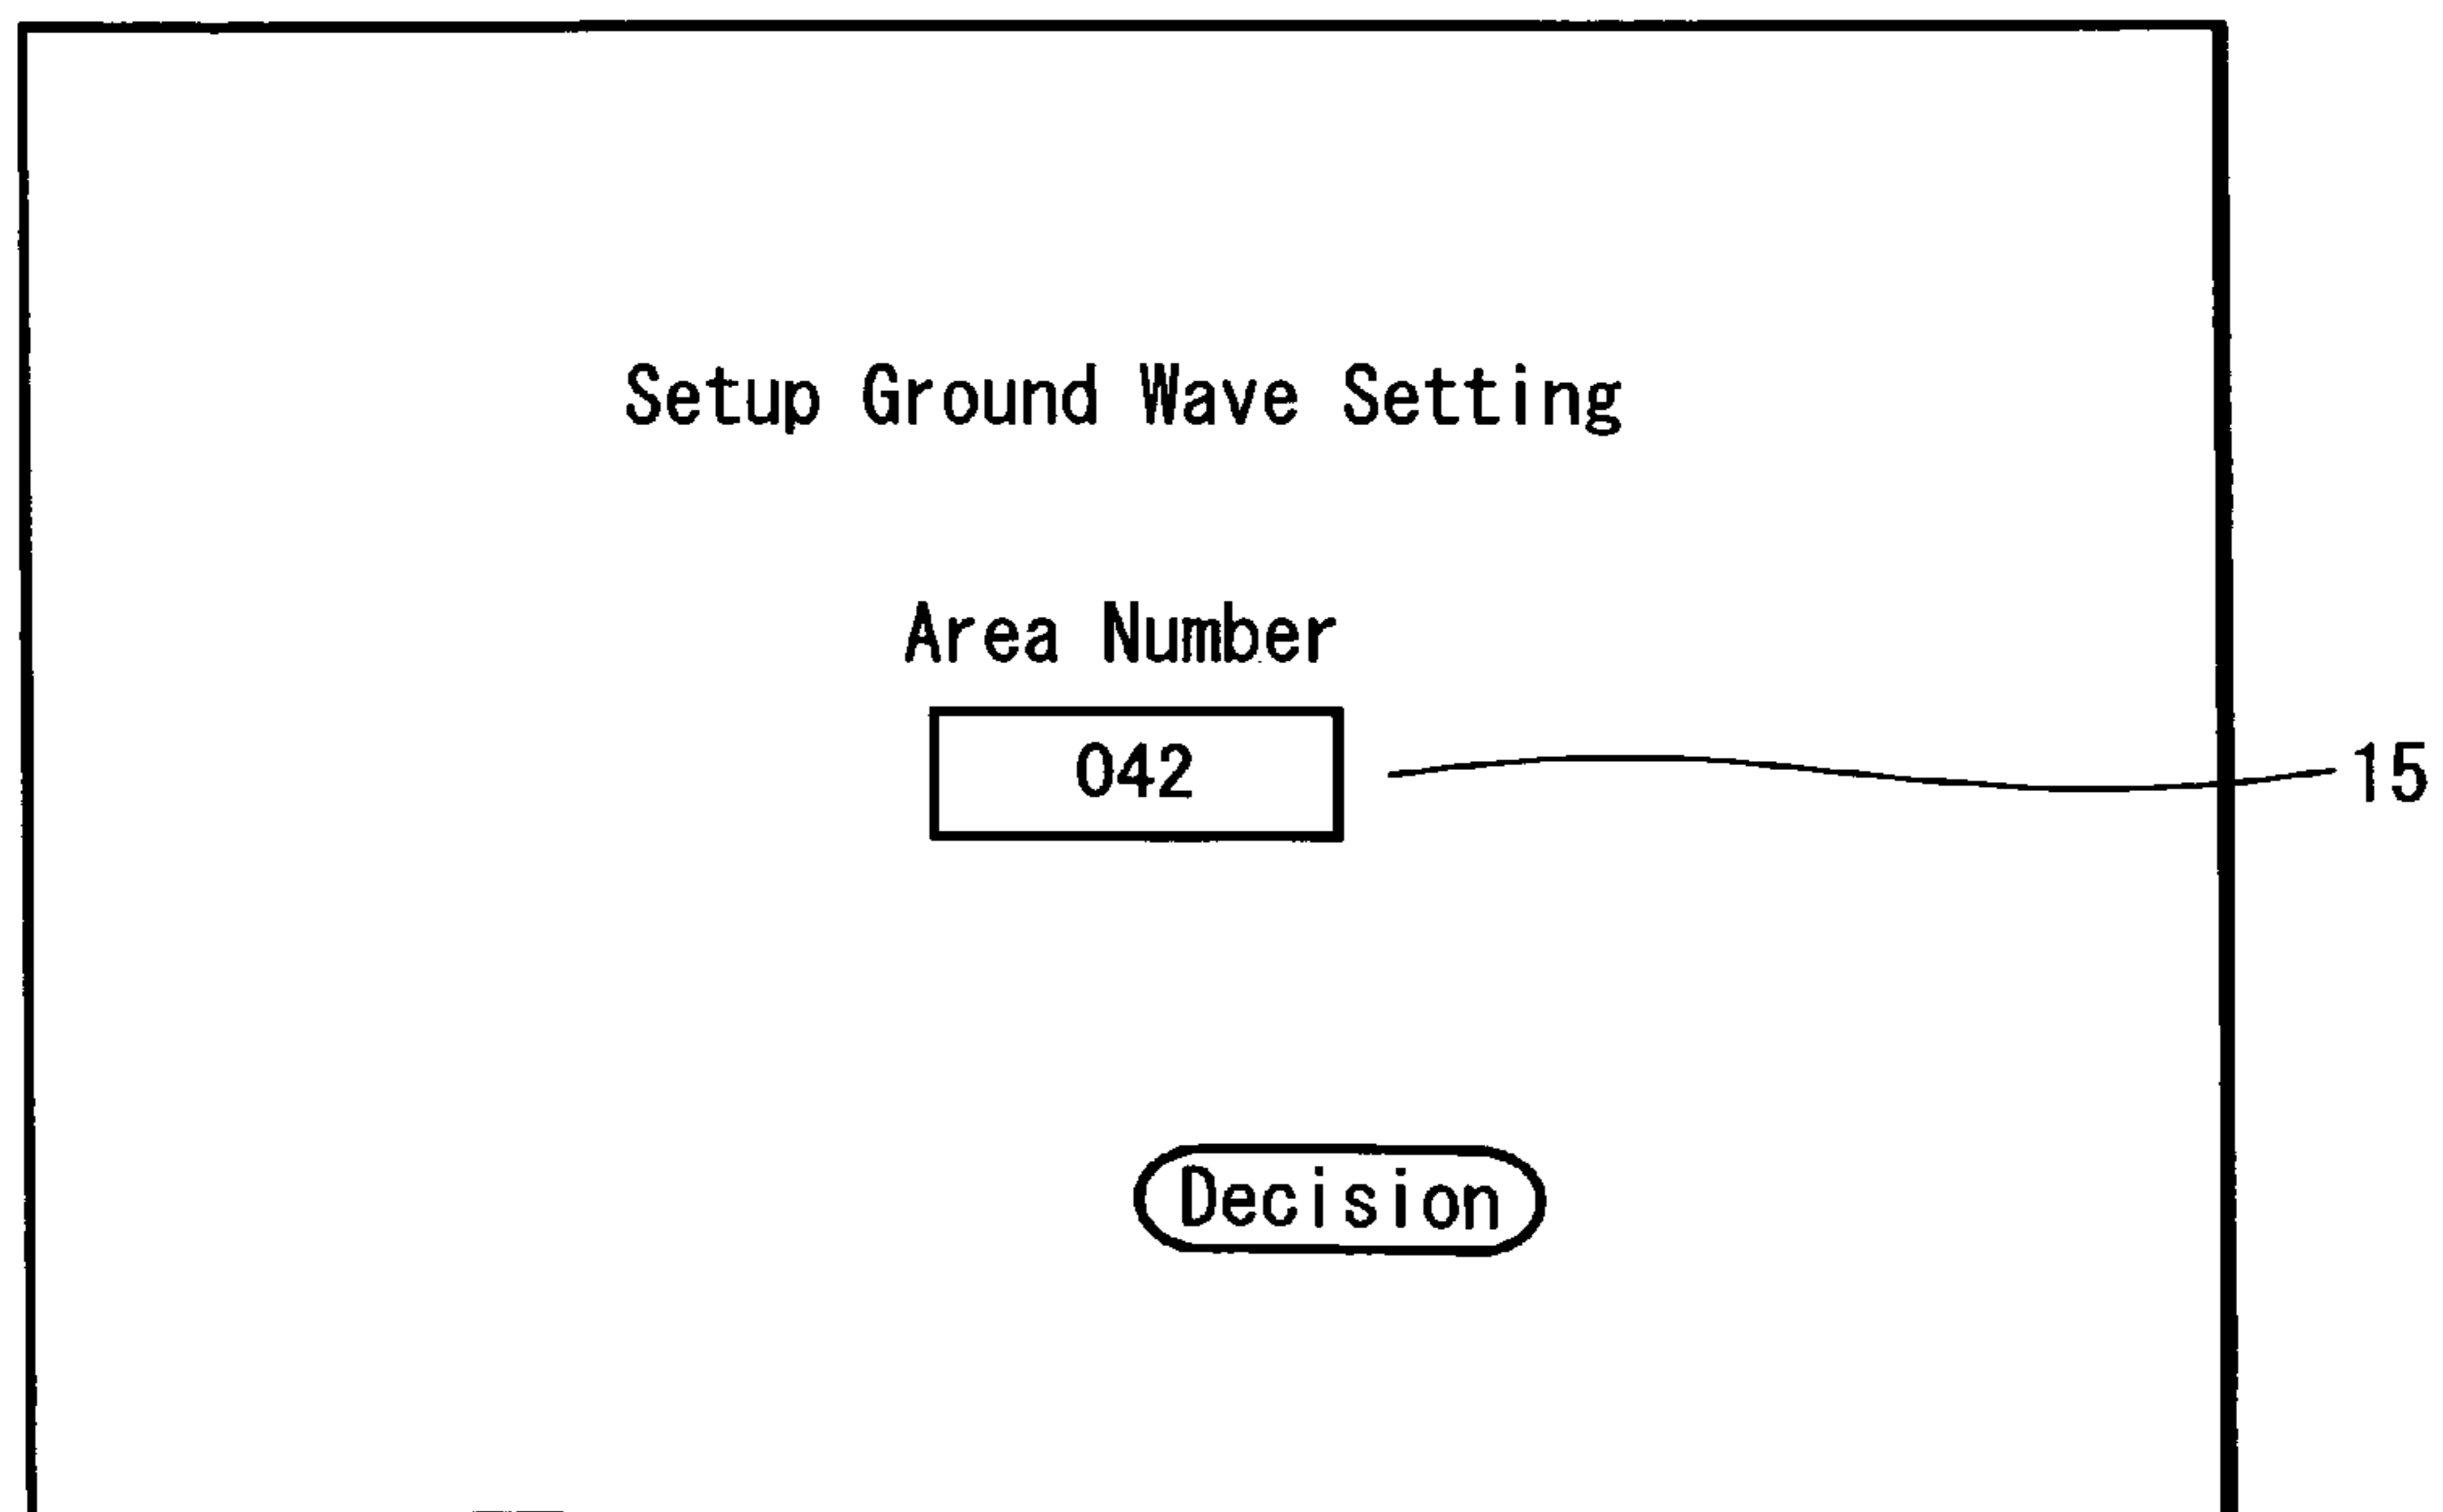 Setup Ground Wave Setting
Area Number
042
15
Decision